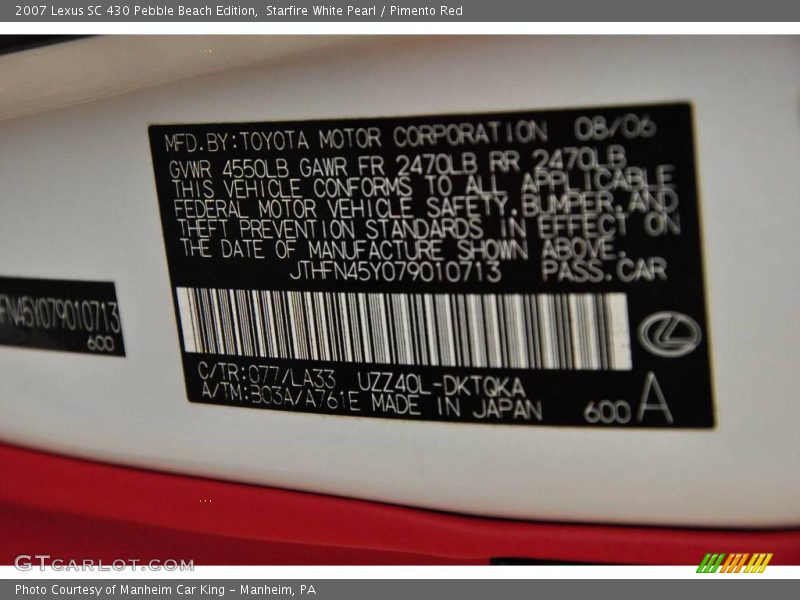 2007 Lexus SC 430 Pebble Beach Edition, Starfire White Pearl / Pimento Red
MFD.BY:TOYOTA MOTOR CORPORATION 08/06
GVWR 4550LB GAWR FR 2470LB RR 2470LB
THIS VEHICLE CONFORMS TO ALL APPLICABLE
FEDERAL MOTOR VEHICLE SAFETY,BUMPER,AND
THEFT PREVENTION STANDARDS IN EFFECT ON
THE DATE OF MANUFACTURE SHOWN ABOVE.
JTHFN45Y079010713 PASS.CAR
FN45Y079010713
600
C/TR:077/LA33 UZZ40L-DKTQKA
A/TM:B03A/A761E MADE IN JAPAN 600 A
GTcarlot.com
Photo Courtesy of Manheim Car King - Manheim, PA